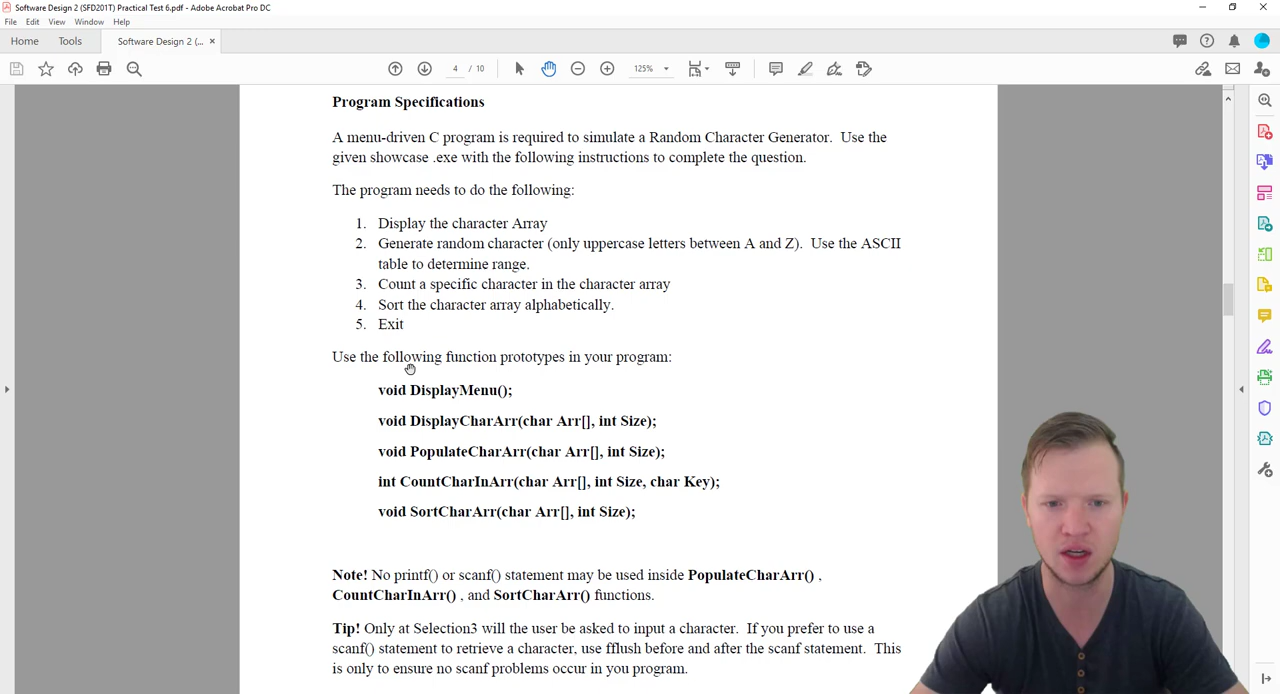 Software Design 2 (SFD201T) Practical Test 6.pdf - Adobe Acrobat Pro DC
File Edit View Window Help
Home Tools Software Design 2 (... ×
4 / 10 125%
Program Specifications
A menu-driven C program is required to simulate a Random Character Generator. Use the
given showcase .exe with the following instructions to complete the question.
The program needs to do the following:
1. Display the character Array
2. Generate random character (only uppercase letters between A and Z). Use the ASCII
table to determine range.
3. Count a specific character in the character array
4. Sort the character array alphabetically.
5. Exit
Use the following function prototypes in your program:
void DisplayMenu();
void DisplayCharArr(char Arr[], int Size);
void PopulateCharArr(char Arr[], int Size);
int CountCharInArr(char Arr[], int Size, char Key);
void SortCharArr(char Arr[], int Size);
Note! No printf() or scanf() statement may be used inside PopulateCharArr() ,
CountCharInArr() , and SortCharArr() functions.
Tip! Only at Selection3 will the user be asked to input a character. If you prefer to use a
scanf() statement to retrieve a character, use fflush before and after the scanf statement. This
is only to ensure no scanf problems occur in you program.